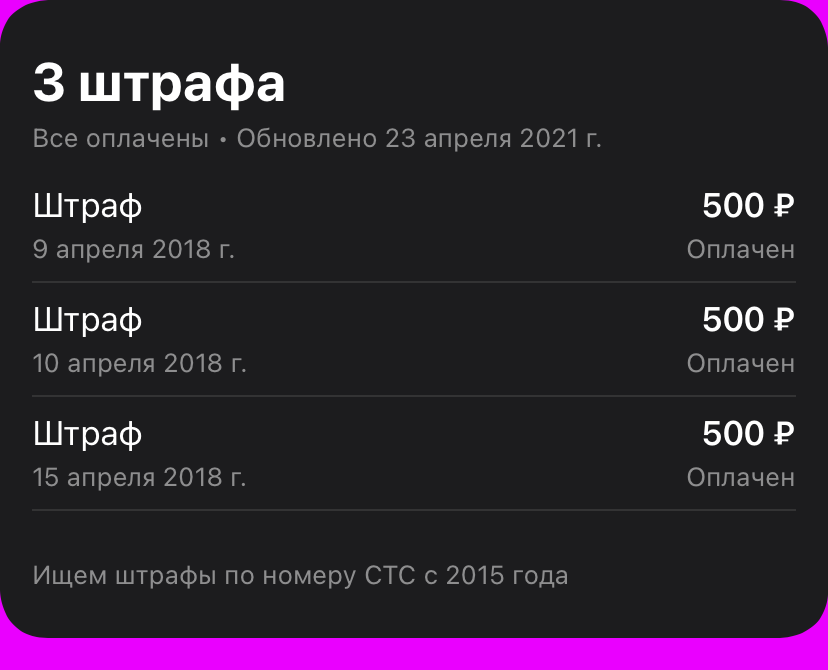 3 штрафа
Все оплачены • Обновлено 23 апреля 2021 г.
Штраф 500 ₽
9 апреля 2018 г. Оплачен
Штраф 500 ₽
10 апреля 2018 г. Оплачен
Штраф 500 ₽
15 апреля 2018 г. Оплачен
Ищем штрафы по номеру СТС с 2015 года